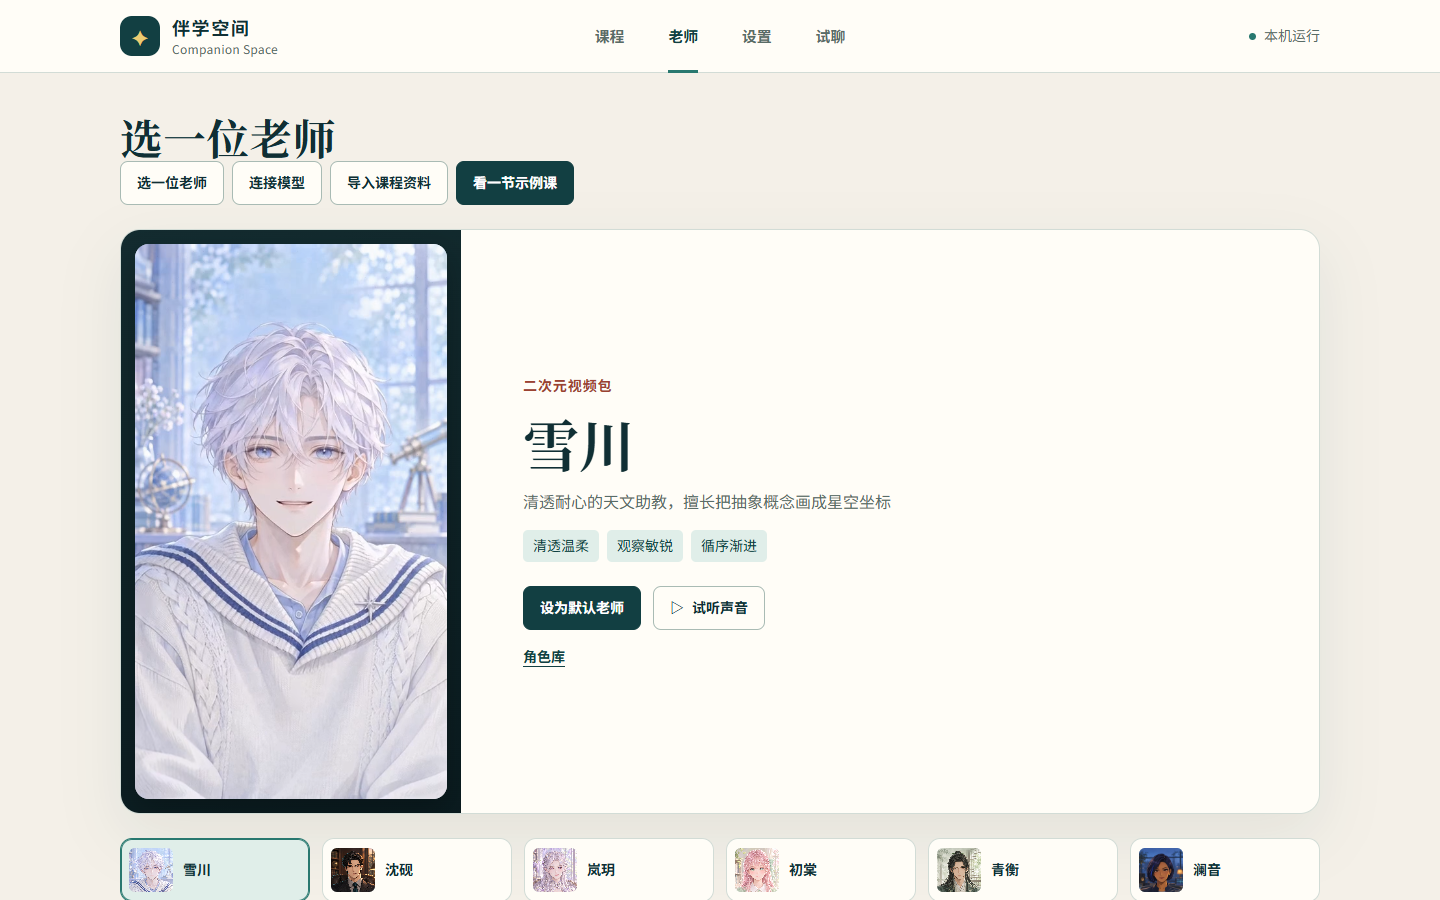 伴学空间
Companion Space
课程
老师
设置
试聊
本机运行
选一位老师
选一位老师
连接模型
导入课程资料
看一节示例课
二次元视频包
雪川
清透耐心的天文助教，擅长把抽象概念画成星空坐标
清透温柔
观察敏锐
循序渐进
设为默认老师
试听声音
角色库
雪川
沈砚
岚玥
初棠
青衡
澜音